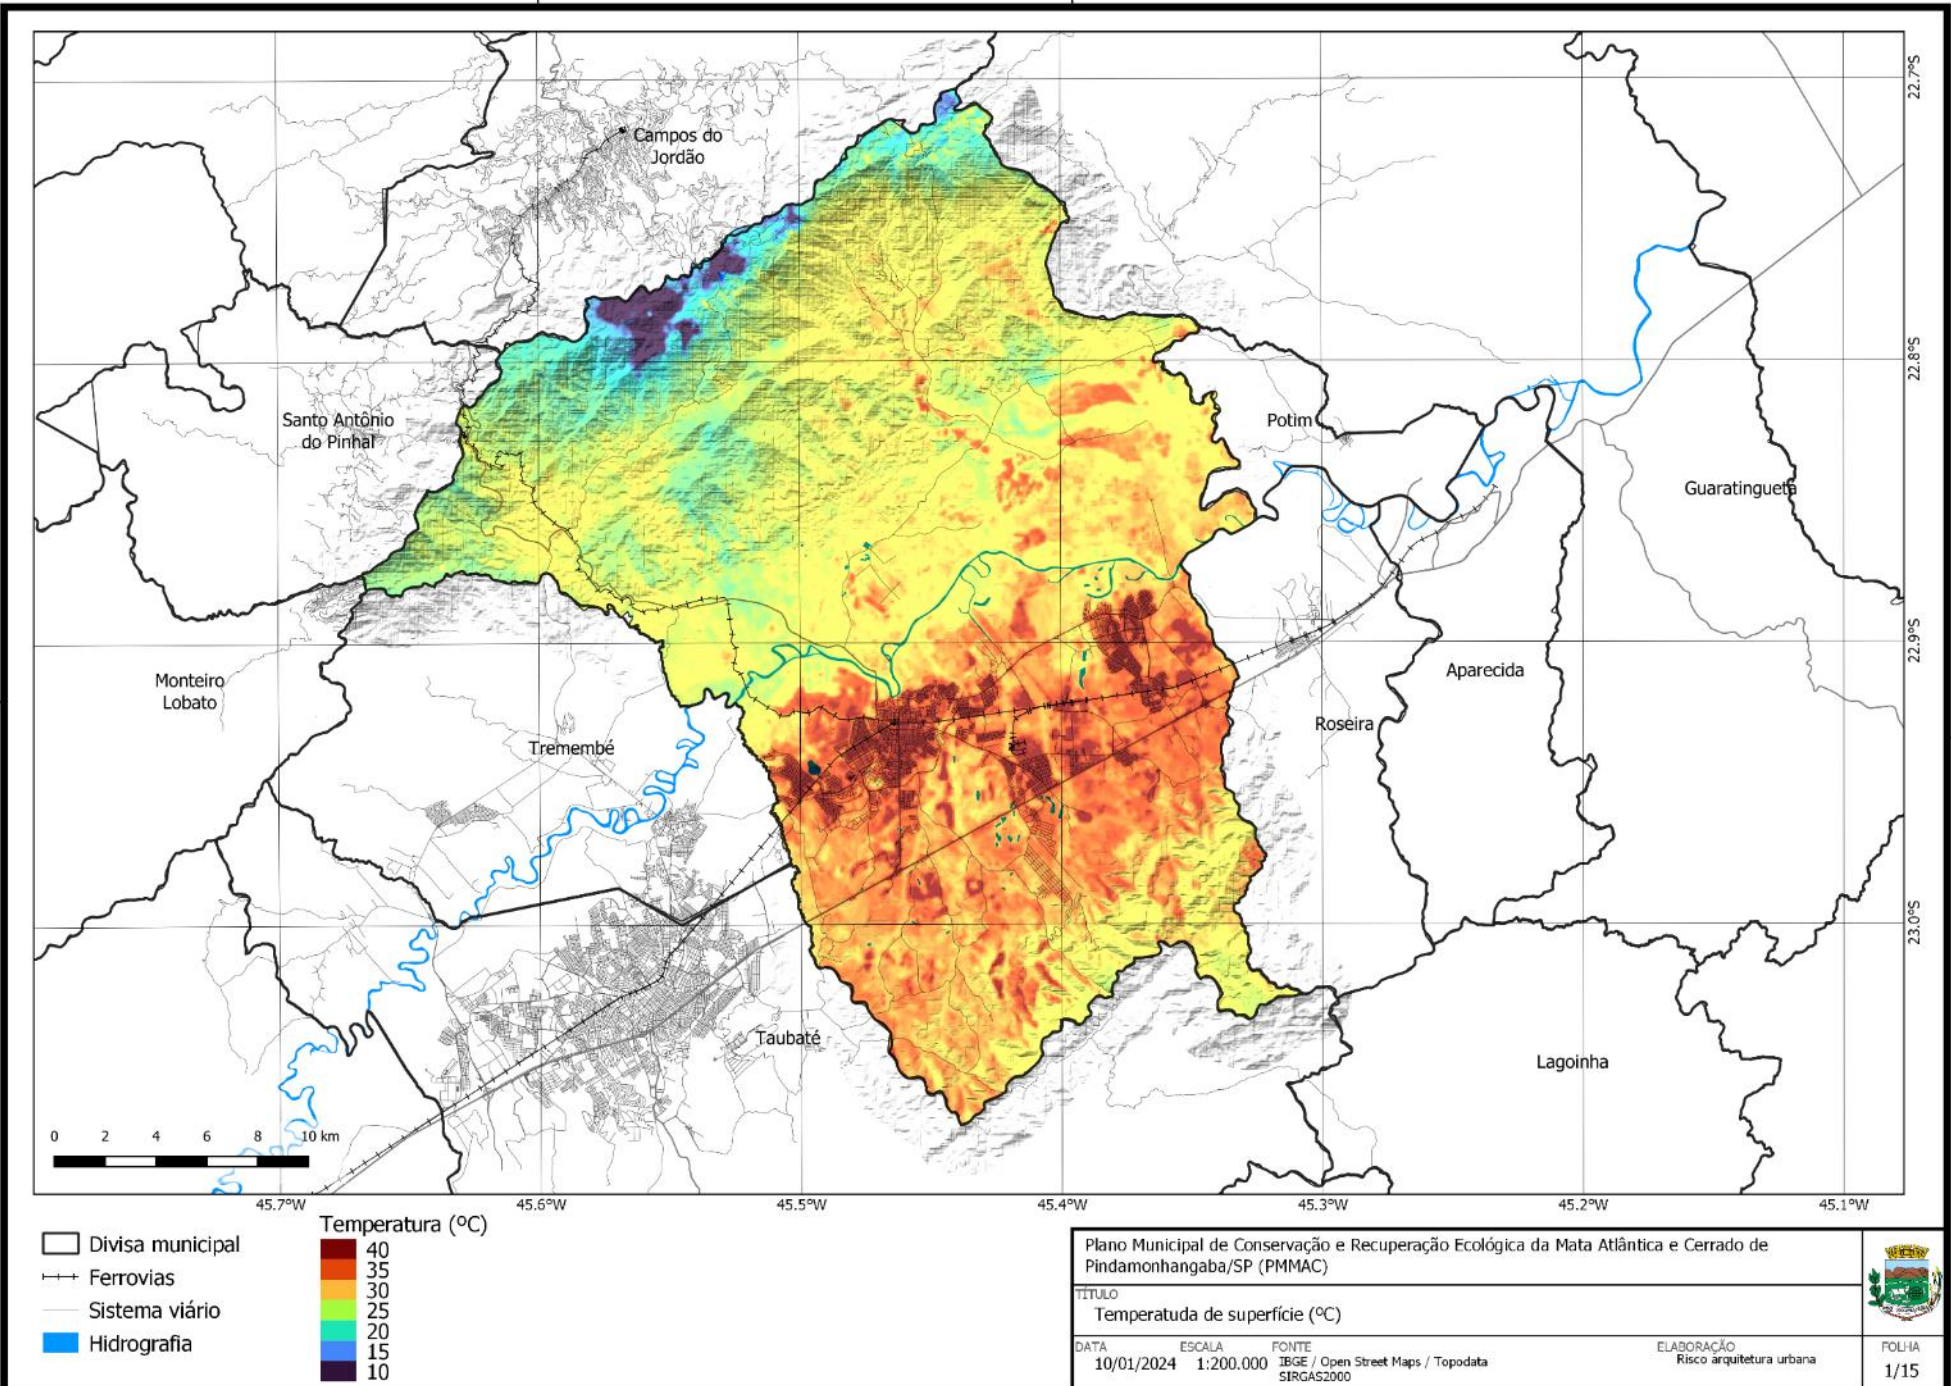 Campos do
Jordão
Santo Antônio
do Pinhal
Potim
Guaratinguetá
Monteiro
Lobato
Tremembé
Aparecida
Roseira
Taubaté
Lagoinha
22.7°S
22.8°S
22.9°S
23.0°S
0 2 4 6 8 10 km
45.7°W 45.6°W 45.5°W 45.4°W 45.3°W 45.2°W 45.1°W
Divisa municipal
Ferrovias
Sistema viário
Hidrografia
Temperatura (ºC)
40
35
30
25
20
15
10
Plano Municipal de Conservação e Recuperação Ecológica da Mata Atlântica e Cerrado de
Pindamonhangaba/SP (PMMAC)
TÍTULO
Temperatuda de superfície (ºC)
DATA ESCALA FONTE ELABORAÇÃO FOLHA
10/01/2024 1:200.000 IBGE / Open Street Maps / Topodata Risco arquitetura urbana 1/15
SIRGAS2000